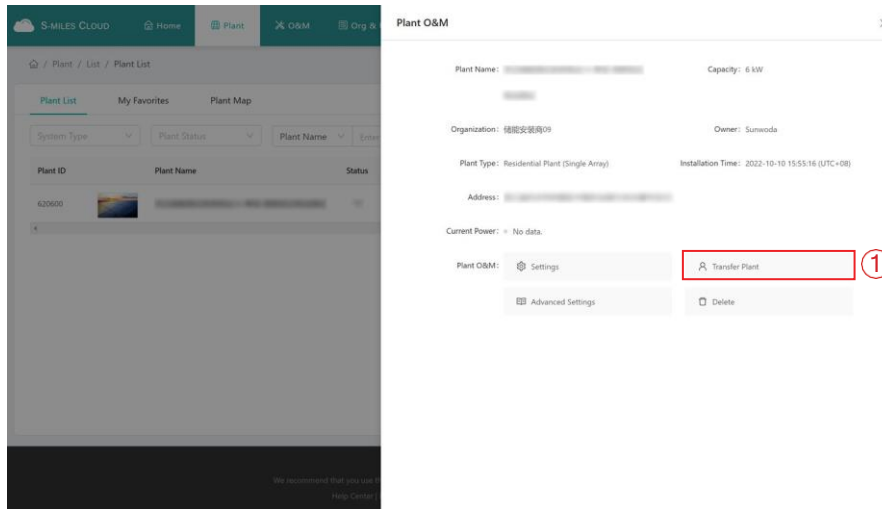 S-MILES CLOUD
Home
Plant
O&M
Org &
/ Plant / List / Plant List
Plant List
My Favorites
Plant Map
System Type
Plant Status
Plant Name
Enter
Plant ID
Plant Name
Status
620600
We recommend that you use th
Help Center |
Plant O&M
Plant Name:
Capacity: 6 kW
Organization: 储能安装商09
Owner: Sunwoda
Plant Type: Residential Plant (Single Array)
Installation Time: 2022-10-10 15:55:16 (UTC+08)
Address:
Current Power: No data.
Plant O&M:
Settings
Transfer Plant
1
Advanced Settings
Delete